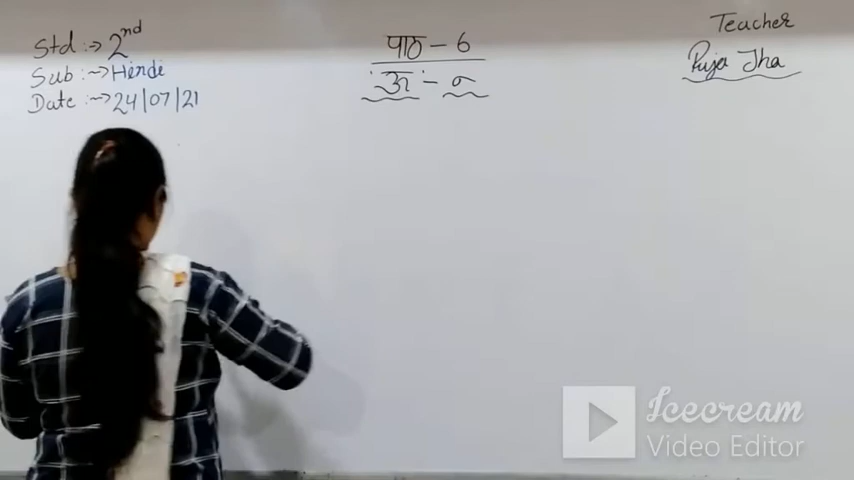 Std :-> 2nd
Sub :-> Hindi
Date :-> 24/07/21
पाठ - 6
Teacher
Puja Jha
Icecream
Video Editor